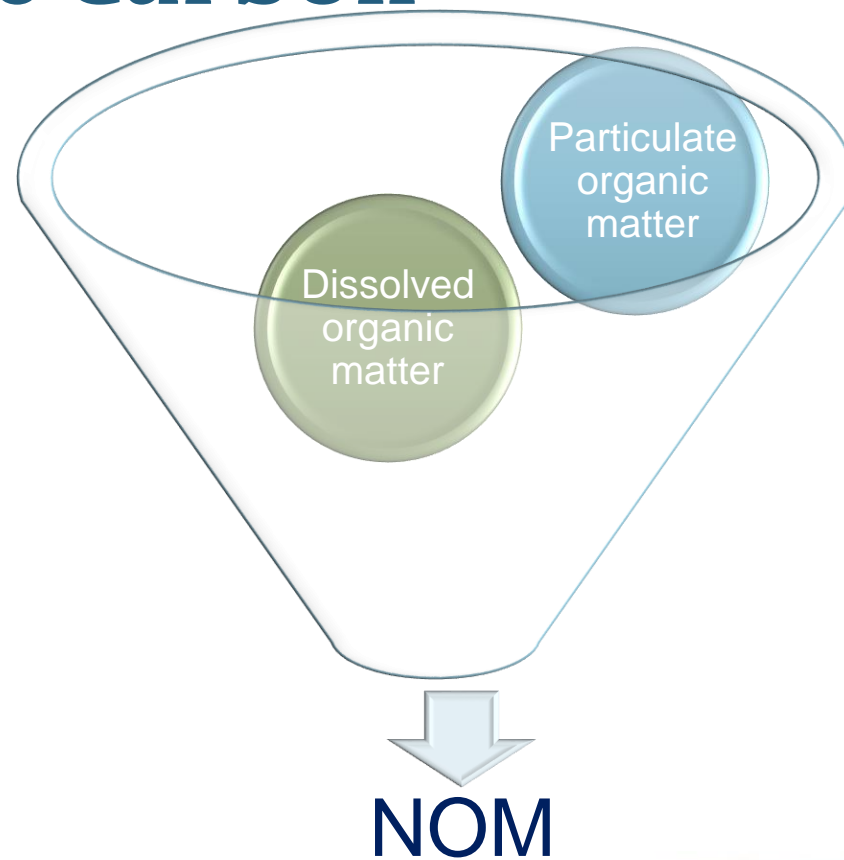 Particulate
organic
matter
Dissolved
organic
matter
NOM